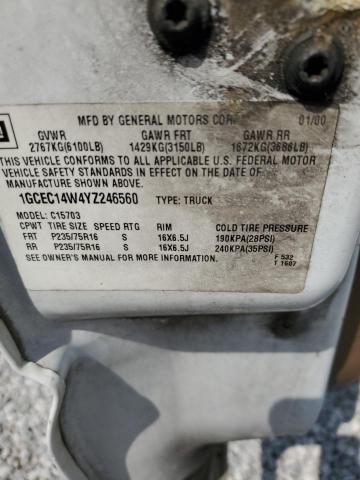 MFD BY GENERAL MOTORS CORP 01/00
GVWR GAWR FRT GAWR RR
2767KG(6100LB) 1429KG(3150LB) 1672KG(3686LB)
THIS VEHICLE CONFORMS TO ALL APPLICABLE U.S. FEDERAL MOTOR
VEHICLE SAFETY STANDARDS IN EFFECT ON THE DATE OF
MANUFACTURE SHOWN ABOVE.
1GCEC14W4YZ246560 TYPE: TRUCK
MODEL: C15703
CPWT TIRE SIZE SPEED RTG RIM COLD TIRE PRESSURE
FRT P235/75R16 S 16X6.5J 190KPA(28PSI)
RR P235/75R16 S 16X6.5J 240KPA(35PSI)
SEE OWNER'S MANUAL FOR ADDITIONAL INFORMATION.
F 532
T 1607